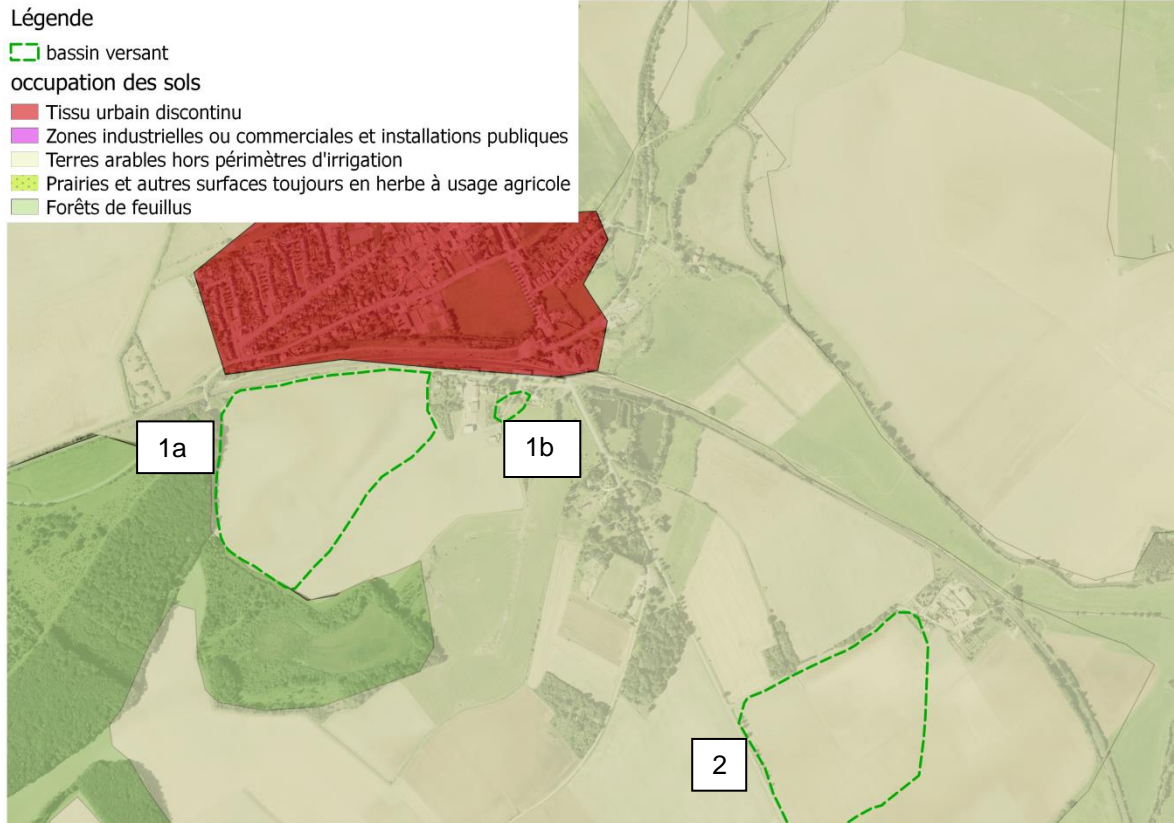 Légende
bassin versant
occupation des sols
Tissu urbain discontinu
Zones industrielles ou commerciales et installations publiques
Terres arables hors périmètres d'irrigation
Prairies et autres surfaces toujours en herbe à usage agricole
Forêts de feuillus
1a
1b
2